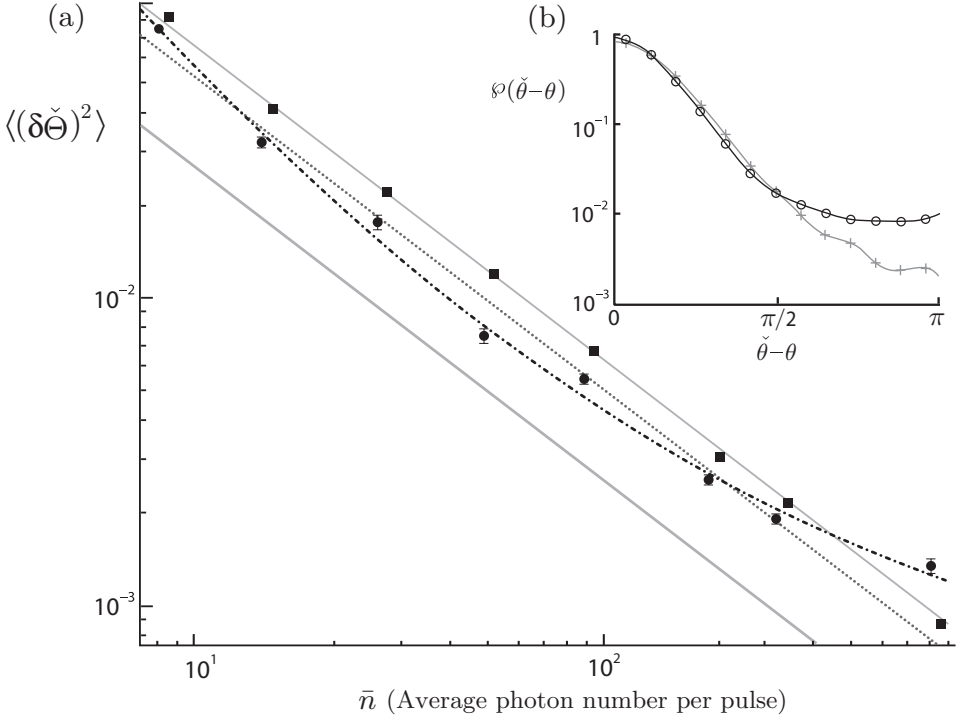 (a)
⟨(δΘ̌)²⟩
10⁻²
10⁻³
10¹
10²
n̄ (Average photon number per pulse)
(b)
℘(θ̌−θ)
1
10⁻¹
10⁻²
10⁻³
0
π/2
π
θ̌−θ